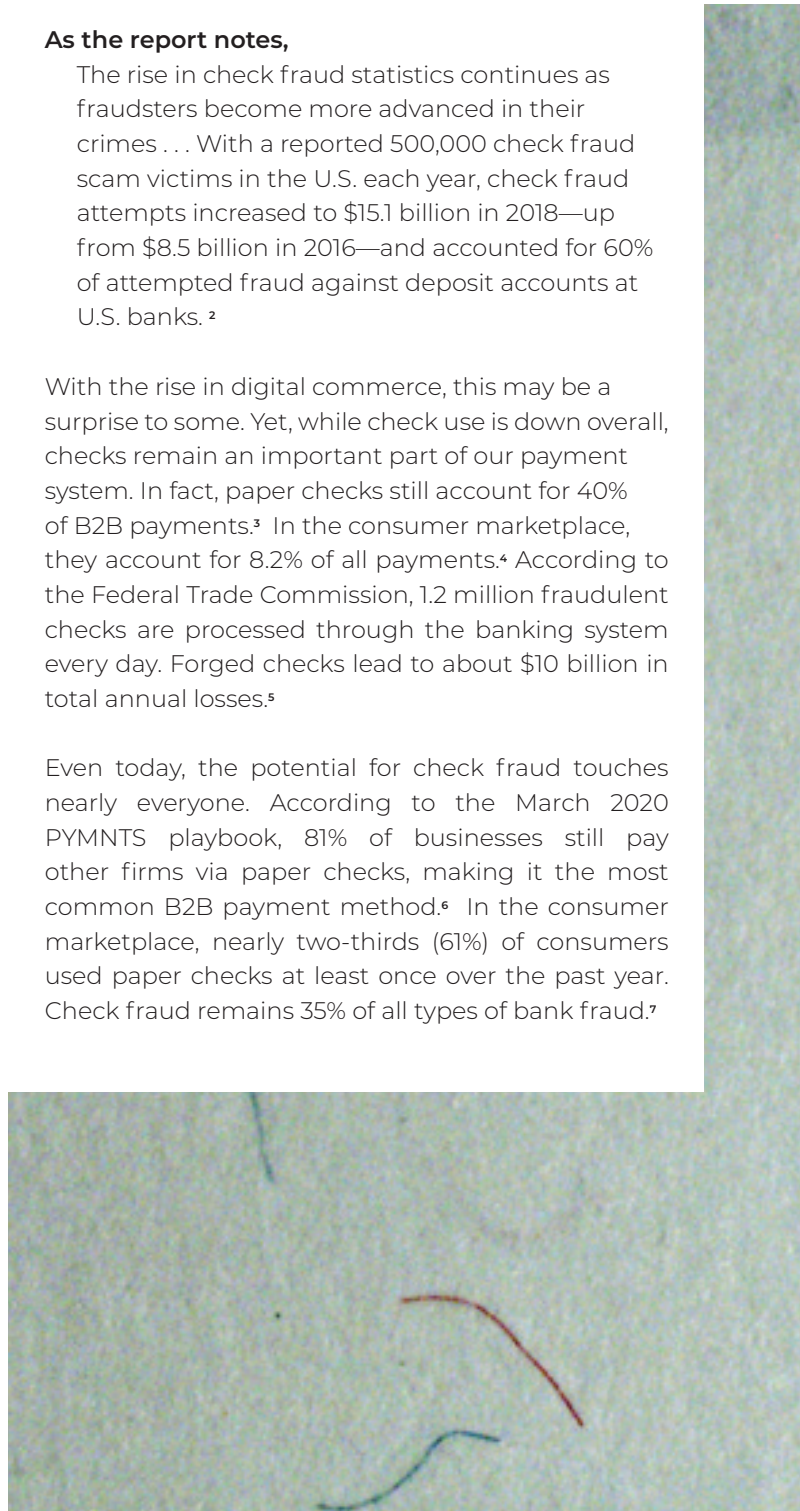 As the report notes,
The rise in check fraud statistics continues as
fraudsters become more advanced in their
crimes . . . With a reported 500,000 check fraud
scam victims in the U.S. each year, check fraud
attempts increased to $15.1 billion in 2018—up
from $8.5 billion in 2016—and accounted for 60%
of attempted fraud against deposit accounts at
U.S. banks. ²
With the rise in digital commerce, this may be a
surprise to some. Yet, while check use is down overall,
checks remain an important part of our payment
system. In fact, paper checks still account for 40%
of B2B payments.³ In the consumer marketplace,
they account for 8.2% of all payments.⁴ According to
the Federal Trade Commission, 1.2 million fraudulent
checks are processed through the banking system
every day. Forged checks lead to about $10 billion in
total annual losses.⁵
Even today, the potential for check fraud touches
nearly everyone. According to the March 2020
PYMNTS playbook, 81% of businesses still pay
other firms via paper checks, making it the most
common B2B payment method.⁶ In the consumer
marketplace, nearly two-thirds (61%) of consumers
used paper checks at least once over the past year.
Check fraud remains 35% of all types of bank fraud.⁷